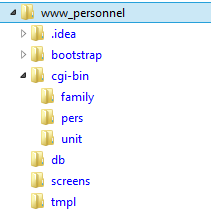 www_personnel
.idea
bootstrap
cgi-bin
family
pers
unit
db
screens
tmpl